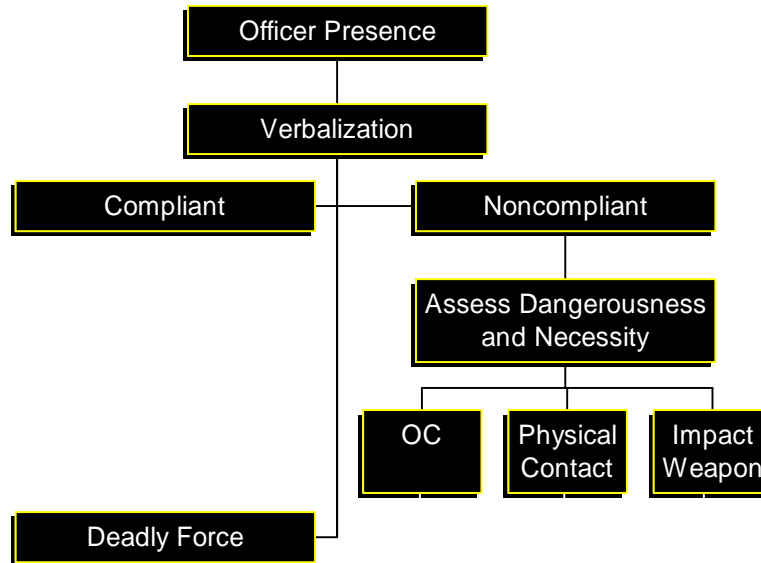 Officer Presence
Verbalization
Compliant
Noncompliant
Assess Dangerousness
and Necessity
OC
Physical
Contact
Impact
Weapon
Deadly Force